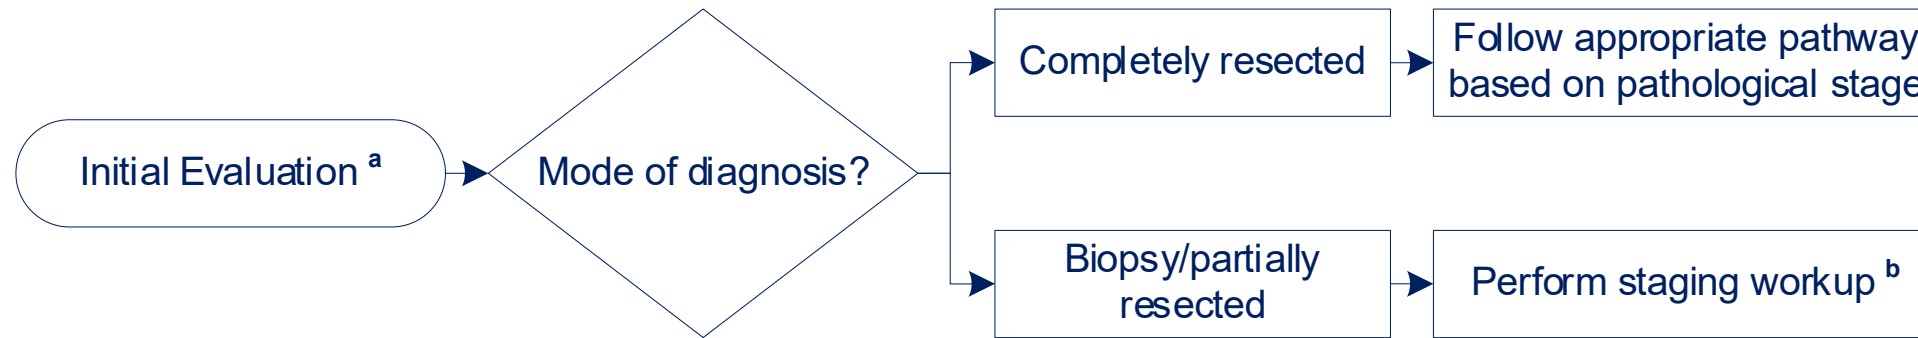 Initial Evaluation a
Mode of diagnosis?
Completely resected
Follow appropriate pathway
based on pathological stage
Biopsy/partially
resected
Perform staging workup b